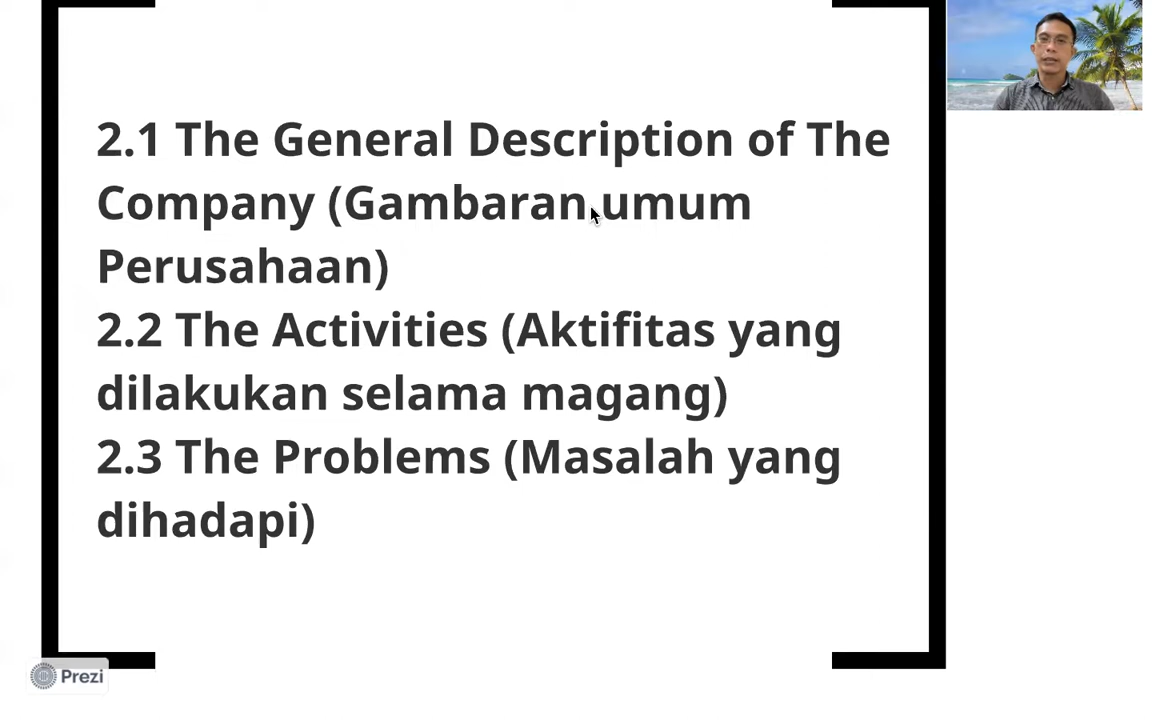 2.1 The General Description of The
Company (Gambaran umum
Perusahaan)
2.2 The Activities (Aktifitas yang
dilakukan selama magang)
2.3 The Problems (Masalah yang
dihadapi)
Prezi